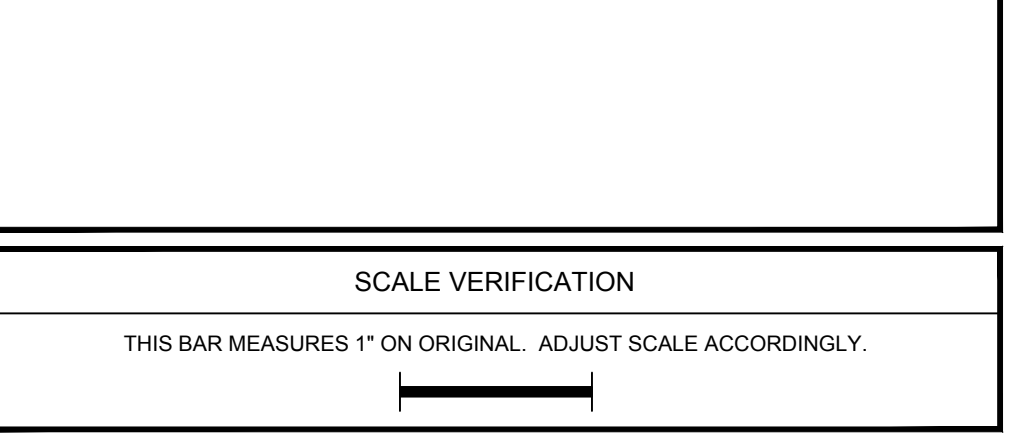 SCALE VERIFICATION
THIS BAR MEASURES 1" ON ORIGINAL.  ADJUST SCALE ACCORDINGLY.